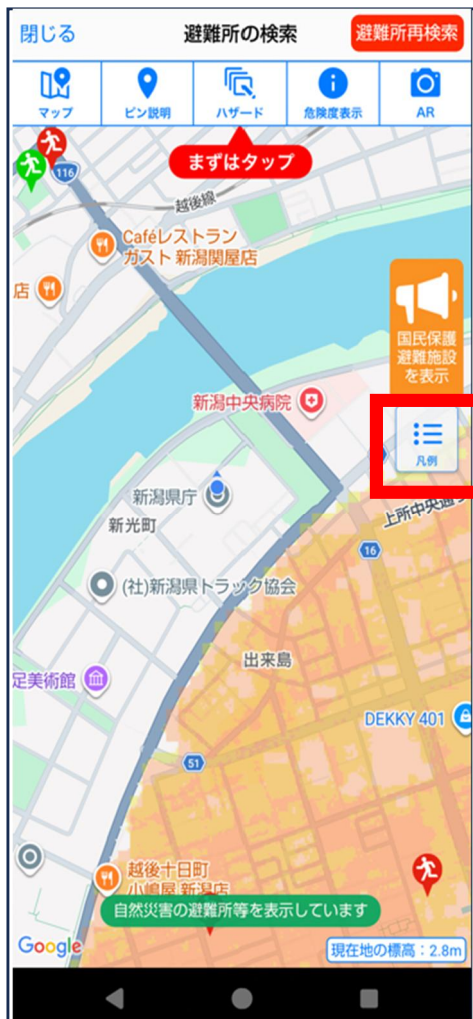 閉じる
避難所の検索
避難所再検索
マップ
ピン説明
ハザード
危険度表示
AR
まずはタップ
116
越後線
Caféレストラン
ガスト 新潟関屋店
店
国民保護
避難施設
を表示
新潟中央病院
凡例
新潟県庁
新光町
上所中央通り
16
(社)新潟県トラック協会
出来島
足美術館
DEKKY 401
51
越後十日町
小嶋屋 新潟店
自然災害の避難所等を表示しています
Google
現在地の標高：2.8m